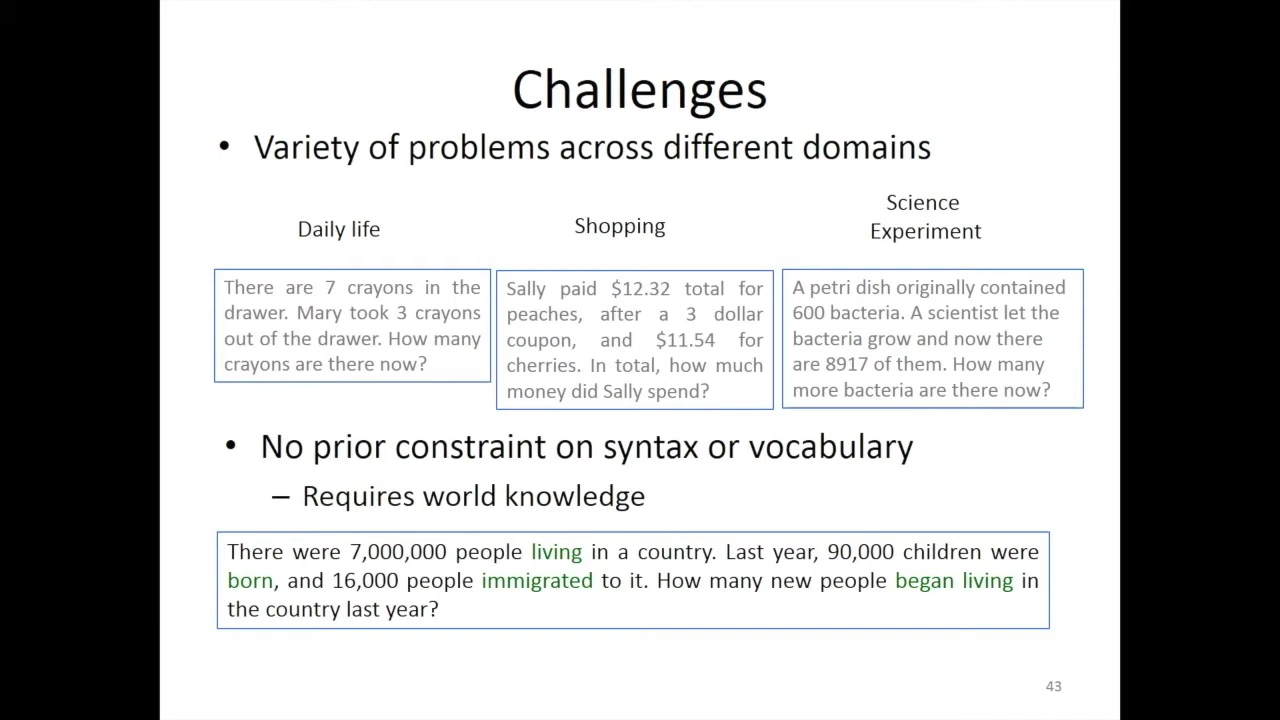 Challenges
• Variety of problems across different domains
Daily life
Shopping
Science
Experiment
There are 7 crayons in the
drawer. Mary took 3 crayons
out of the drawer. How many
crayons are there now?
Sally paid $12.32 total for
peaches, after a 3 dollar
coupon, and $11.54 for
cherries. In total, how much
money did Sally spend?
A petri dish originally contained
600 bacteria. A scientist let the
bacteria grow and now there
are 8917 of them. How many
more bacteria are there now?
• No prior constraint on syntax or vocabulary
– Requires world knowledge
There were 7,000,000 people living in a country. Last year, 90,000 children were
born, and 16,000 people immigrated to it. How many new people began living in
the country last year?
43